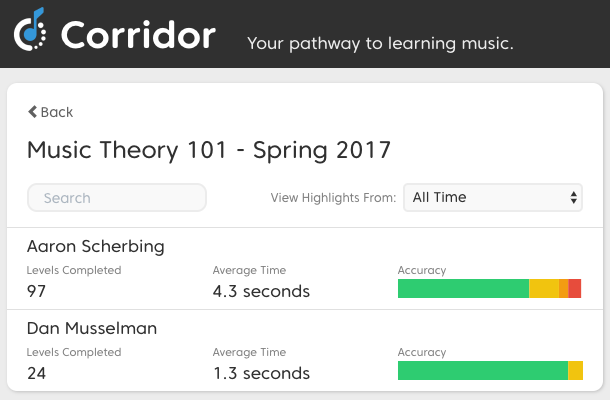 Corridor Your pathway to learning music.
Back
Music Theory 101 - Spring 2017
Search View Highlights From: All Time
Aaron Scherbing
Levels Completed Average Time Accuracy
97 4.3 seconds
Dan Musselman
Levels Completed Average Time Accuracy
24 1.3 seconds